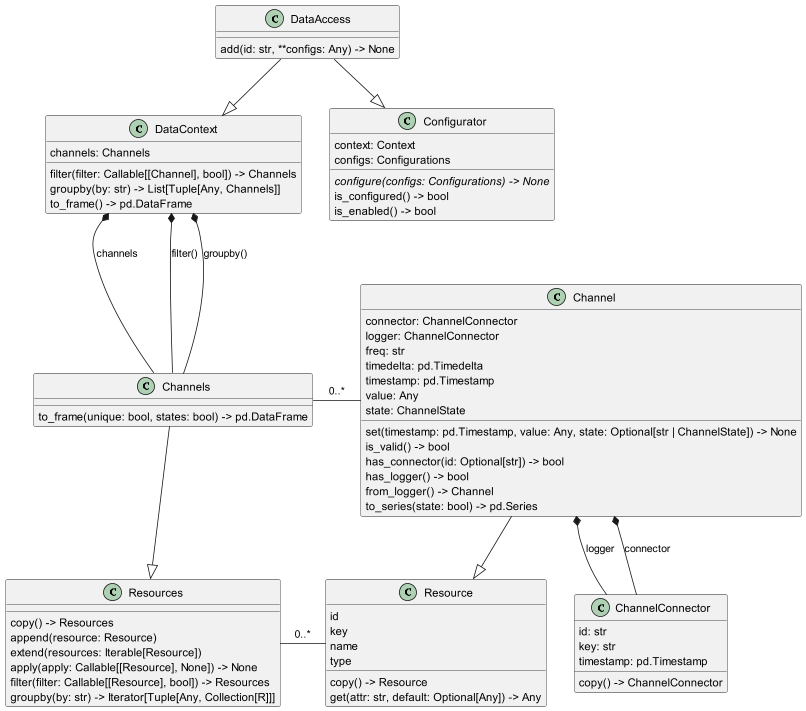 C DataAccess
add(id: str, **configs: Any) -> None
C DataContext
channels: Channels
filter(filter: Callable[[Channel], bool]) -> Channels
groupby(by: str) -> List[Tuple[Any, Channels]]
to_frame() -> pd.DataFrame
C Configurator
context: Context
configs: Configurations
configure(configs: Configurations) -> None
is_configured() -> bool
is_enabled() -> bool
channels
filter()
groupby()
C Channel
connector: ChannelConnector
logger: ChannelConnector
freq: str
timedelta: pd.Timedelta
timestamp: pd.Timestamp
value: Any
state: ChannelState
set(timestamp: pd.Timestamp, value: Any, state: Optional[str | ChannelState]) -> None
is_valid() -> bool
has_connector(id: Optional[str]) -> bool
has_logger() -> bool
from_logger() -> Channel
to_series(state: bool) -> pd.Series
C Channels
to_frame(unique: bool, states: bool) -> pd.DataFrame
0..*
logger
connector
C Resources
copy() -> Resources
append(resource: Resource)
extend(resources: Iterable[Resource])
apply(apply: Callable[[Resource], None]) -> None
filter(filter: Callable[[Resource], bool]) -> Resources
groupby(by: str) -> Iterator[Tuple[Any, Collection[R]]]
0..*
C Resource
id
key
name
type
copy() -> Resource
get(attr: str, default: Optional[Any]) -> Any
C ChannelConnector
id: str
key: str
timestamp: pd.Timestamp
copy() -> ChannelConnector